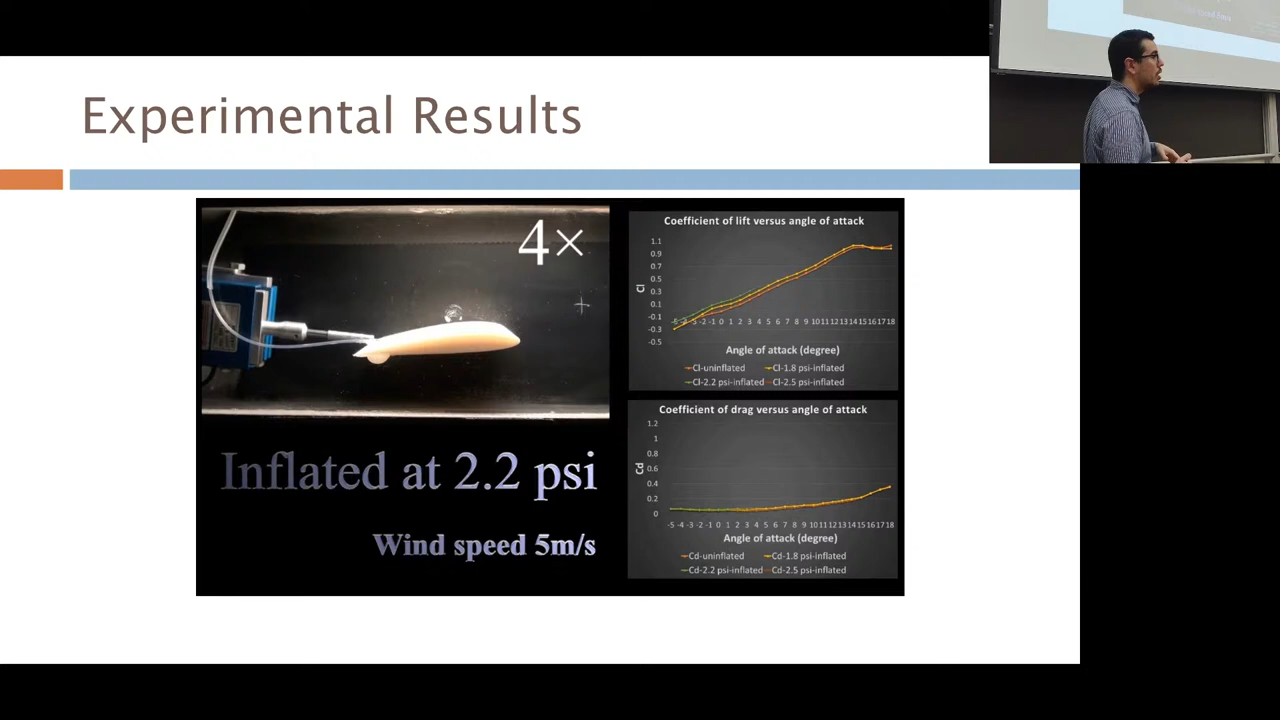 Experimental Results
4×
Inflated at 2.2 psi
Wind speed 5m/s
Coefficient of lift versus angle of attack
1.1
0.9
0.7
0.5
0.3
0.1
-0.1
-0.3
-0.5
Cl
-2 -1 0 1 2 3 4 5 6 7 8 9 10 11 12 13 14 15 16 17 18
Angle of attack (degree)
Cl-uninflated Cl-1.8 psi-inflated
Cl-2.2 psi-inflated Cl-2.5 psi-inflated
Coefficient of drag versus angle of attack
1.2
1
0.8
0.6
0.4
0.2
0
Cd
-5 -4 -3 -2 -1 0 1 2 3 4 5 6 7 8 9 10 11 12 13 14 15 16 17 18
Angle of attack (degree)
Cd-uninflated Cd-1.8 psi-inflated
Cd-2.2 psi-inflated Cd-2.5 psi-inflated